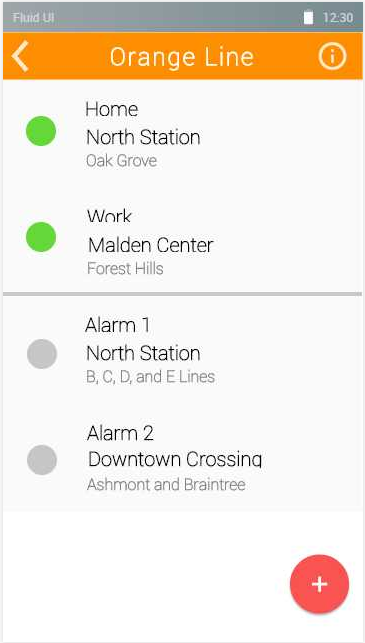 Fluid UI 12:30
Orange Line
Home
North Station
Oak Grove
Work
Malden Center
Forest Hills
Alarm 1
North Station
B, C, D, and E Lines
Alarm 2
Downtown Crossing
Ashmont and Braintree
+